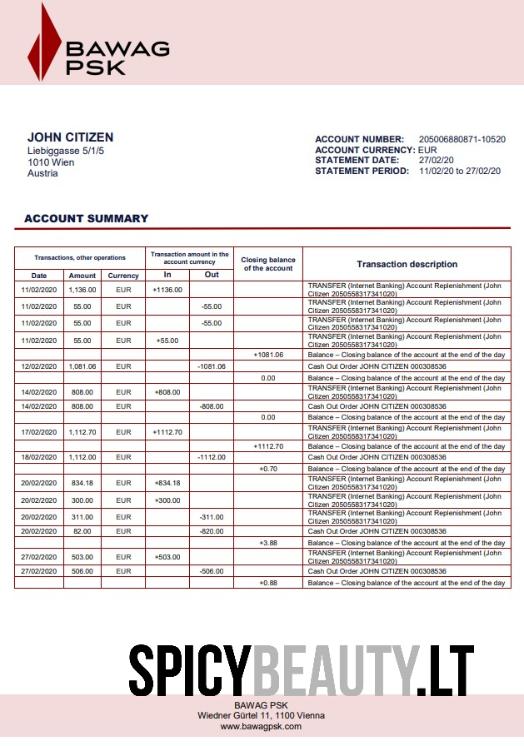 BAWAG
PSK
JOHN CITIZEN
Liebiggasse 5/1/5
1010 Wien
Austria
ACCOUNT NUMBER: 205006880871-10520
ACCOUNT CURRENCY: EUR
STATEMENT DATE: 27/02/20
STATEMENT PERIOD: 11/02/20 to 27/02/20
ACCOUNT SUMMARY
Transactions, other operations
Transaction amount in the
account currency
Closing balance
of the account
Transaction description
Date Amount Currency In Out
11/02/2020 1,136.00 EUR +1136.00 TRANSFER (Internet Banking) Account Replenishment (John
Citizen 2050558317341020)
11/02/2020 55.00 EUR -55.00 TRANSFER (Internet Banking) Account Replenishment (John
Citizen 2050558317341020)
11/02/2020 55.00 EUR -55.00 TRANSFER (Internet Banking) Account Replenishment (John
Citizen 2050558317341020)
11/02/2020 55.00 EUR +55.00 TRANSFER (Internet Banking) Account Replenishment (John
Citizen 2050558317341020)
+1081.06 Balance – Closing balance of the account at the end of the day
12/02/2020 1,081.06 EUR -1081.06 Cash Out Order JOHN CITIZEN 000308536
0.00 Balance – Closing balance of the account at the end of the day
14/02/2020 808.00 EUR +808.00 TRANSFER (Internet Banking) Account Replenishment (John
Citizen 2050558317341020)
14/02/2020 808.00 EUR -808.00 Cash Out Order JOHN CITIZEN 000308536
0.00 Balance – Closing balance of the account at the end of the day
17/02/2020 1,112.70 EUR +1112.70 TRANSFER (Internet Banking) Account Replenishment (John
Citizen 2050558317341020)
+1112.70 Balance – Closing balance of the account at the end of the day
18/02/2020 1,112.00 EUR -1112.00 Cash Out Order JOHN CITIZEN 000308536
+0.70 Balance – Closing balance of the account at the end of the day
20/02/2020 834.18 EUR +834.18 TRANSFER (Internet Banking) Account Replenishment (John
Citizen 2050558317341020)
20/02/2020 300.00 EUR +300.00 TRANSFER (Internet Banking) Account Replenishment (John
Citizen 2050558317341020)
20/02/2020 311.00 EUR -311.00 TRANSFER (Internet Banking) Account Replenishment (John
Citizen 2050558317341020)
20/02/2020 82.00 EUR -820.00 Cash Out Order JOHN CITIZEN 000308536
+3.88 Balance – Closing balance of the account at the end of the day
27/02/2020 503.00 EUR +503.00 TRANSFER (Internet Banking) Account Replenishment (John
Citizen 2050558317341020)
27/02/2020 506.00 EUR -506.00 Cash Out Order JOHN CITIZEN 000308536
+0.88 Balance – Closing balance of the account at the end of the day
SPICYBEAUTY.LT
BAWAG PSK
Wiedner Gürtel 11, 1100 Vienna
www.bawagpsk.com